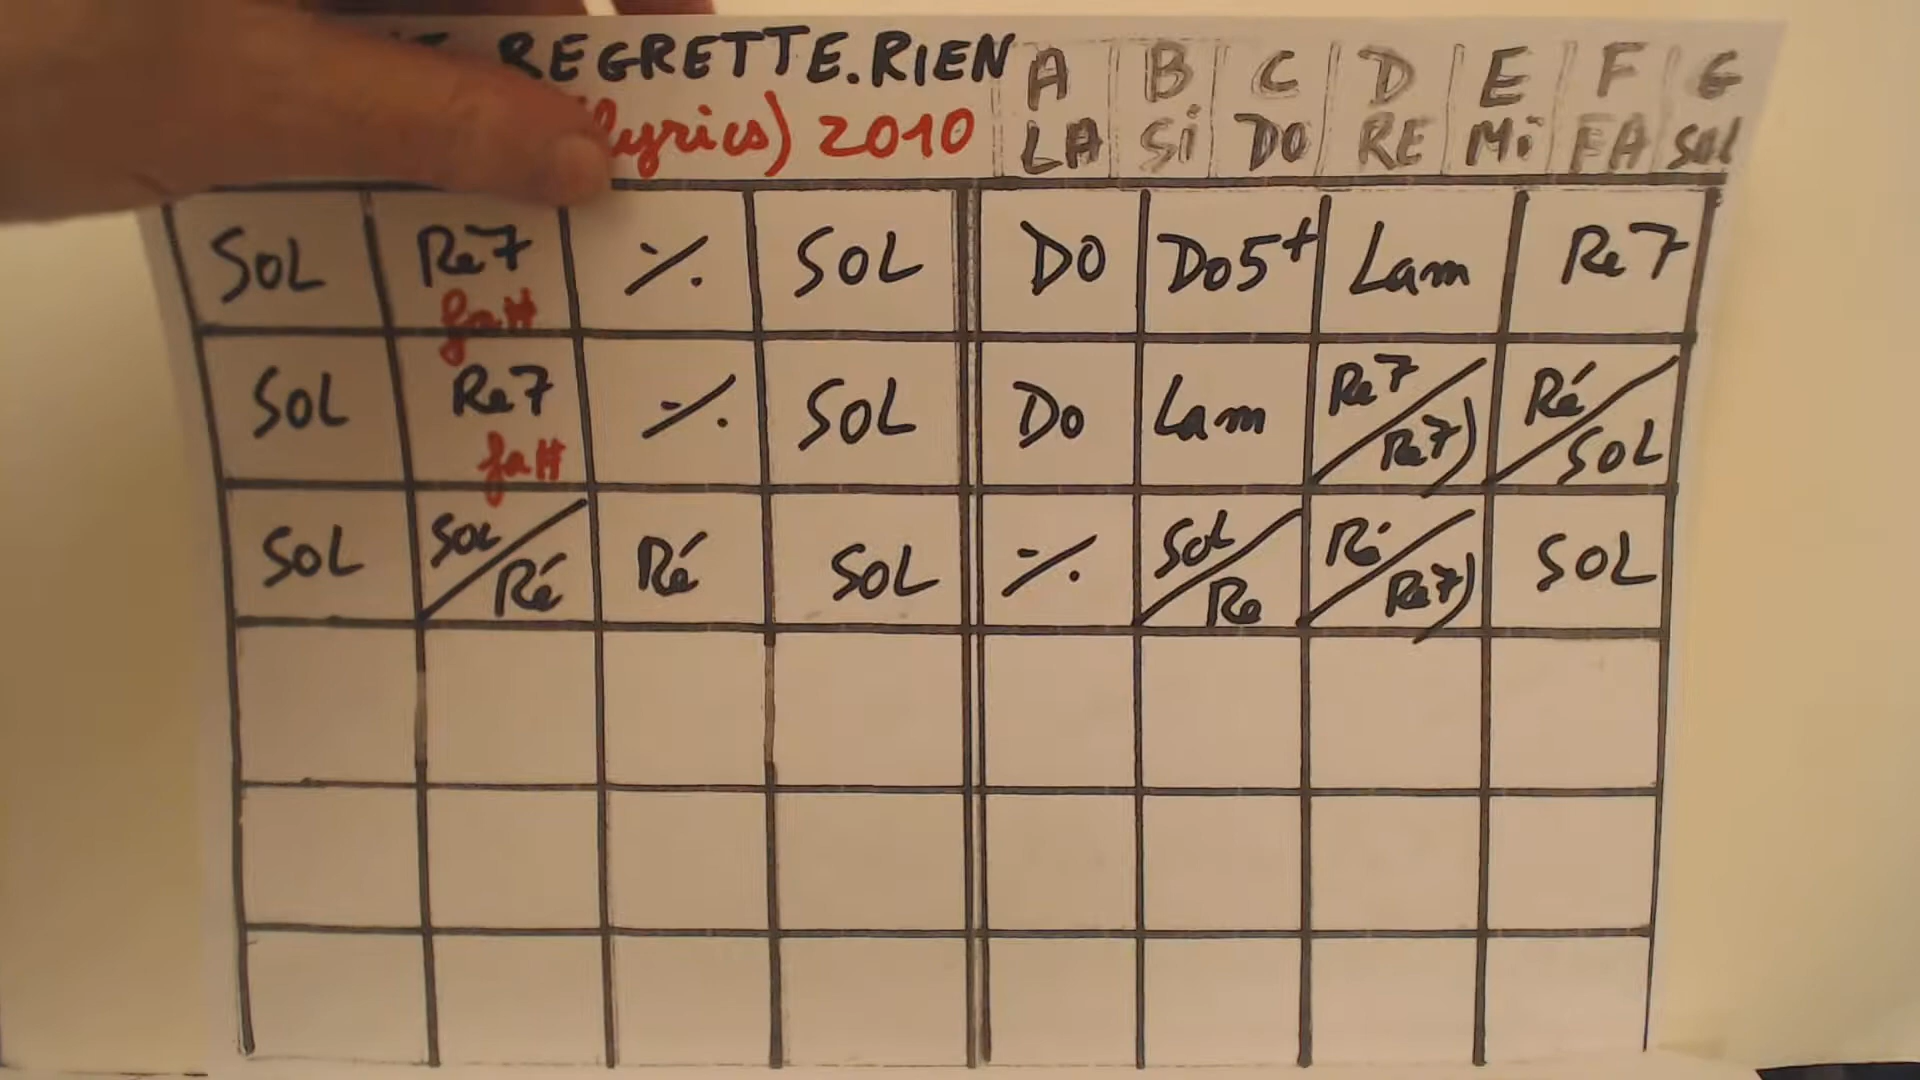 REGRETTE.RIEN
(lyrics) 2010
A B C D E F G
LA Si DO RE Mi FA SOL
SOL Re7 ٪ SOL DO Do5+ Lam Re7
fa#
SOL Re7 ٪ SOL Do Lam Re7 / Re7) Ré / SOL
fa#
SOL SOL / Ré Ré SOL ٪ Sol / Re Ré / Re7) SOL